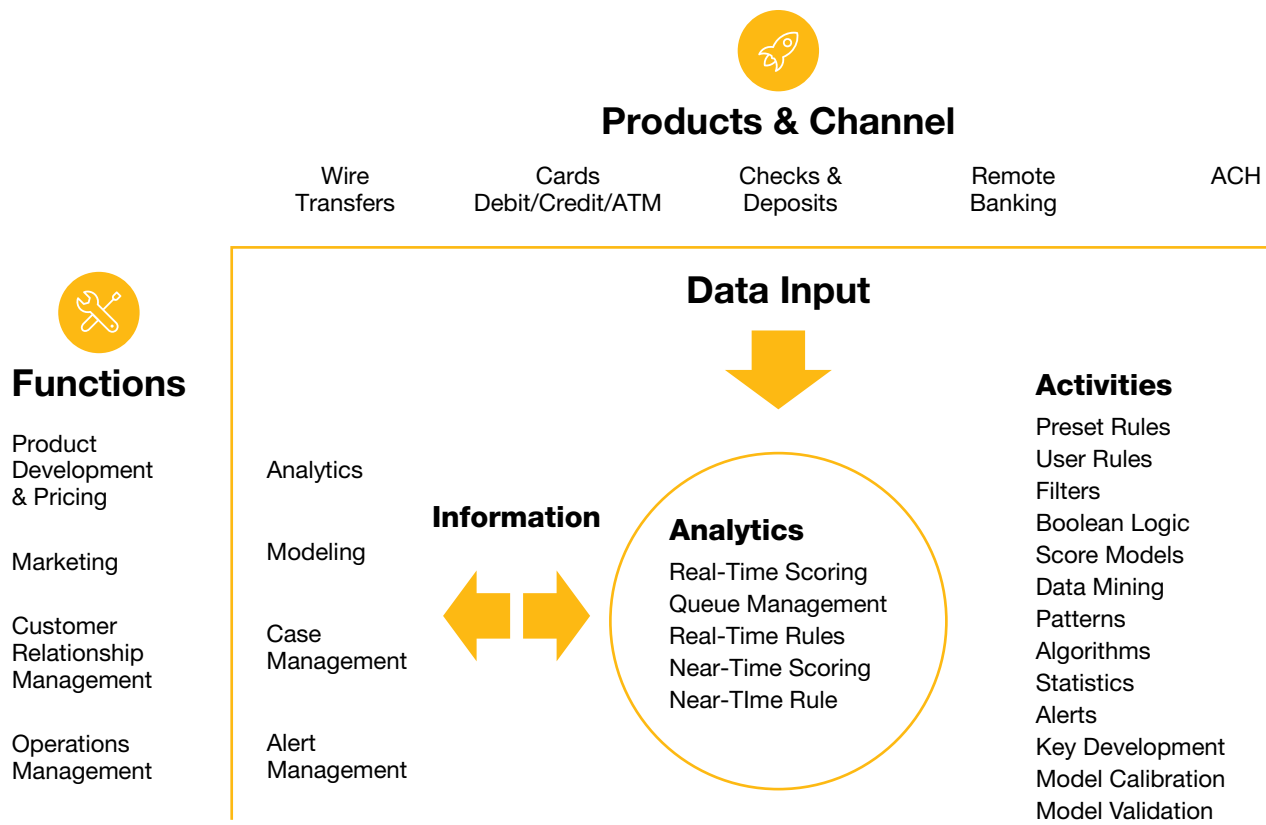 Products & Channel
Wire
Transfers
Cards
Debit/Credit/ATM
Checks &
Deposits
Remote
Banking
ACH
Functions
Product
Development
& Pricing
Marketing
Customer
Relationship
Management
Operations
Management
Data Input
Analytics
Modeling
Case
Management
Alert
Management
Information
Analytics
Real-Time Scoring
Queue Management
Real-Time Rules
Near-Time Scoring
Near-TIme Rule
Activities
Preset Rules
User Rules
Filters
Boolean Logic
Score Models
Data Mining
Patterns
Algorithms
Statistics
Alerts
Key Development
Model Calibration
Model Validation